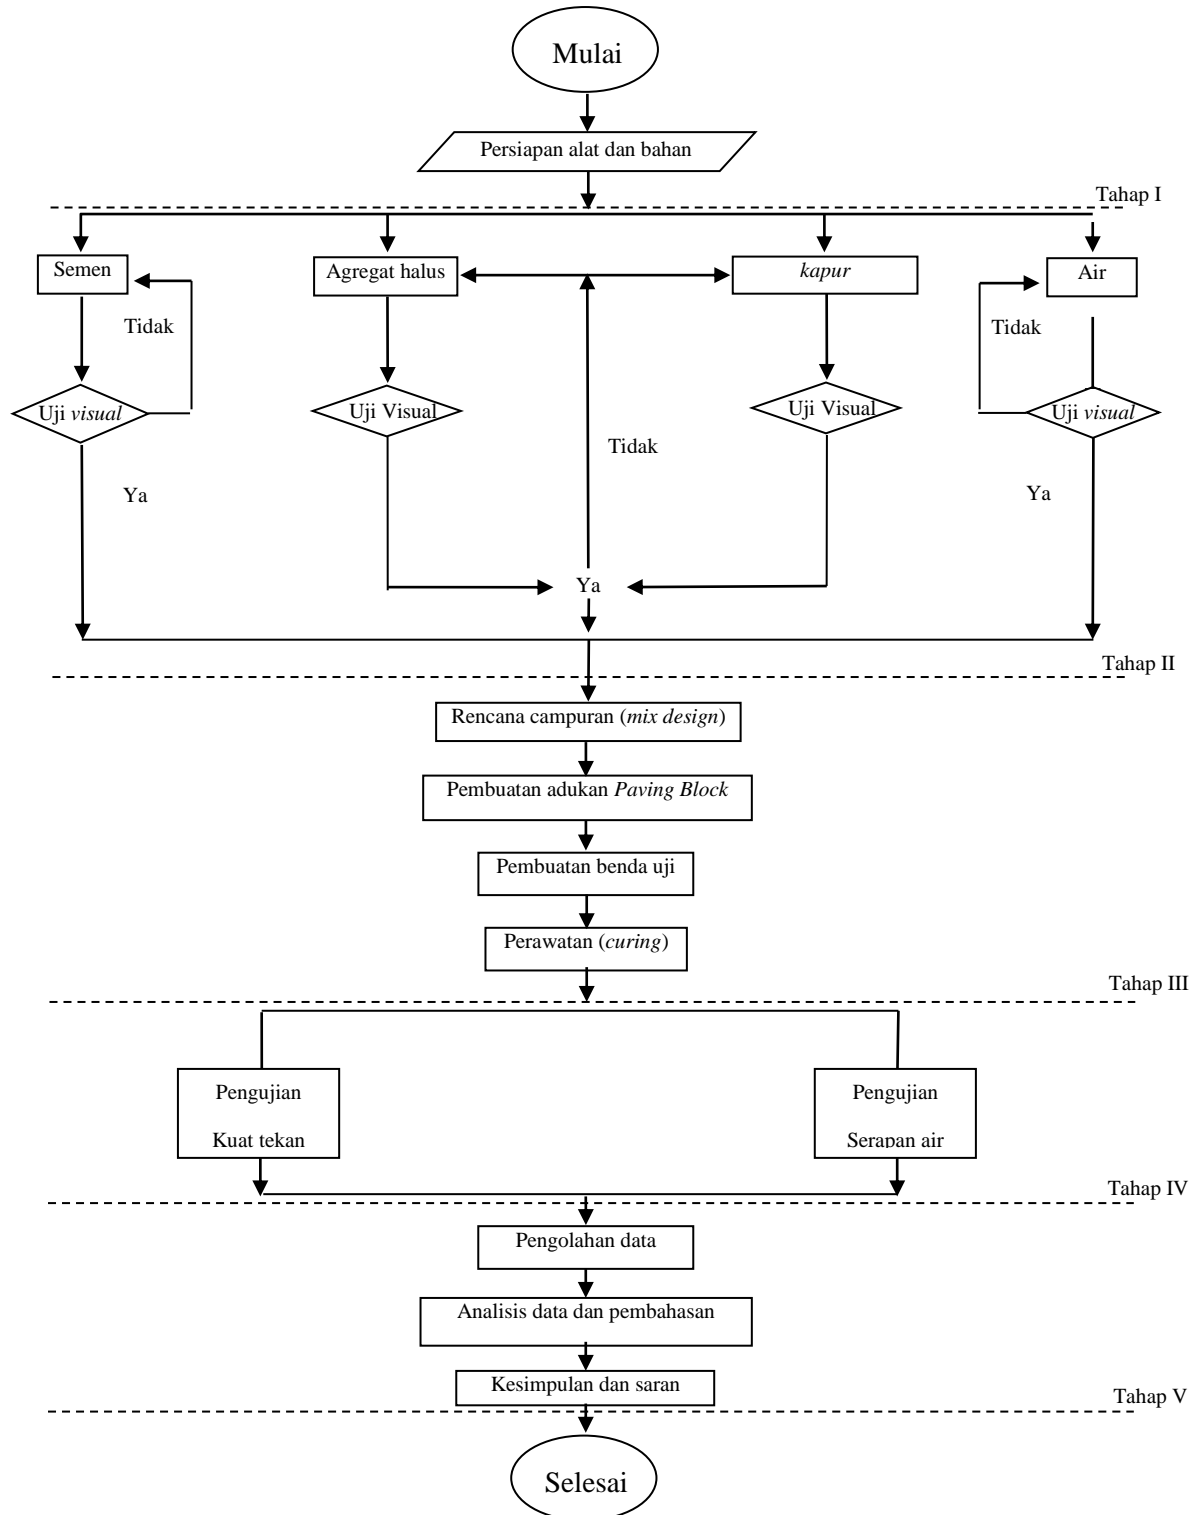 Mulai
Persiapan alat dan bahan
Tahap I
Semen
Agregat halus
kapur
Air
Tidak
Tidak
Uji visual
Uji Visual
Uji Visual
Uji visual
Tidak
Ya
Ya
Ya
Tahap II
Rencana campuran (mix design)
Pembuatan adukan Paving Block
Pembuatan benda uji
Perawatan (curing)
Tahap III
Pengujian
Kuat tekan
Pengujian
Serapan air
Tahap IV
Pengolahan data
Analisis data dan pembahasan
Kesimpulan dan saran
Tahap V
Selesai